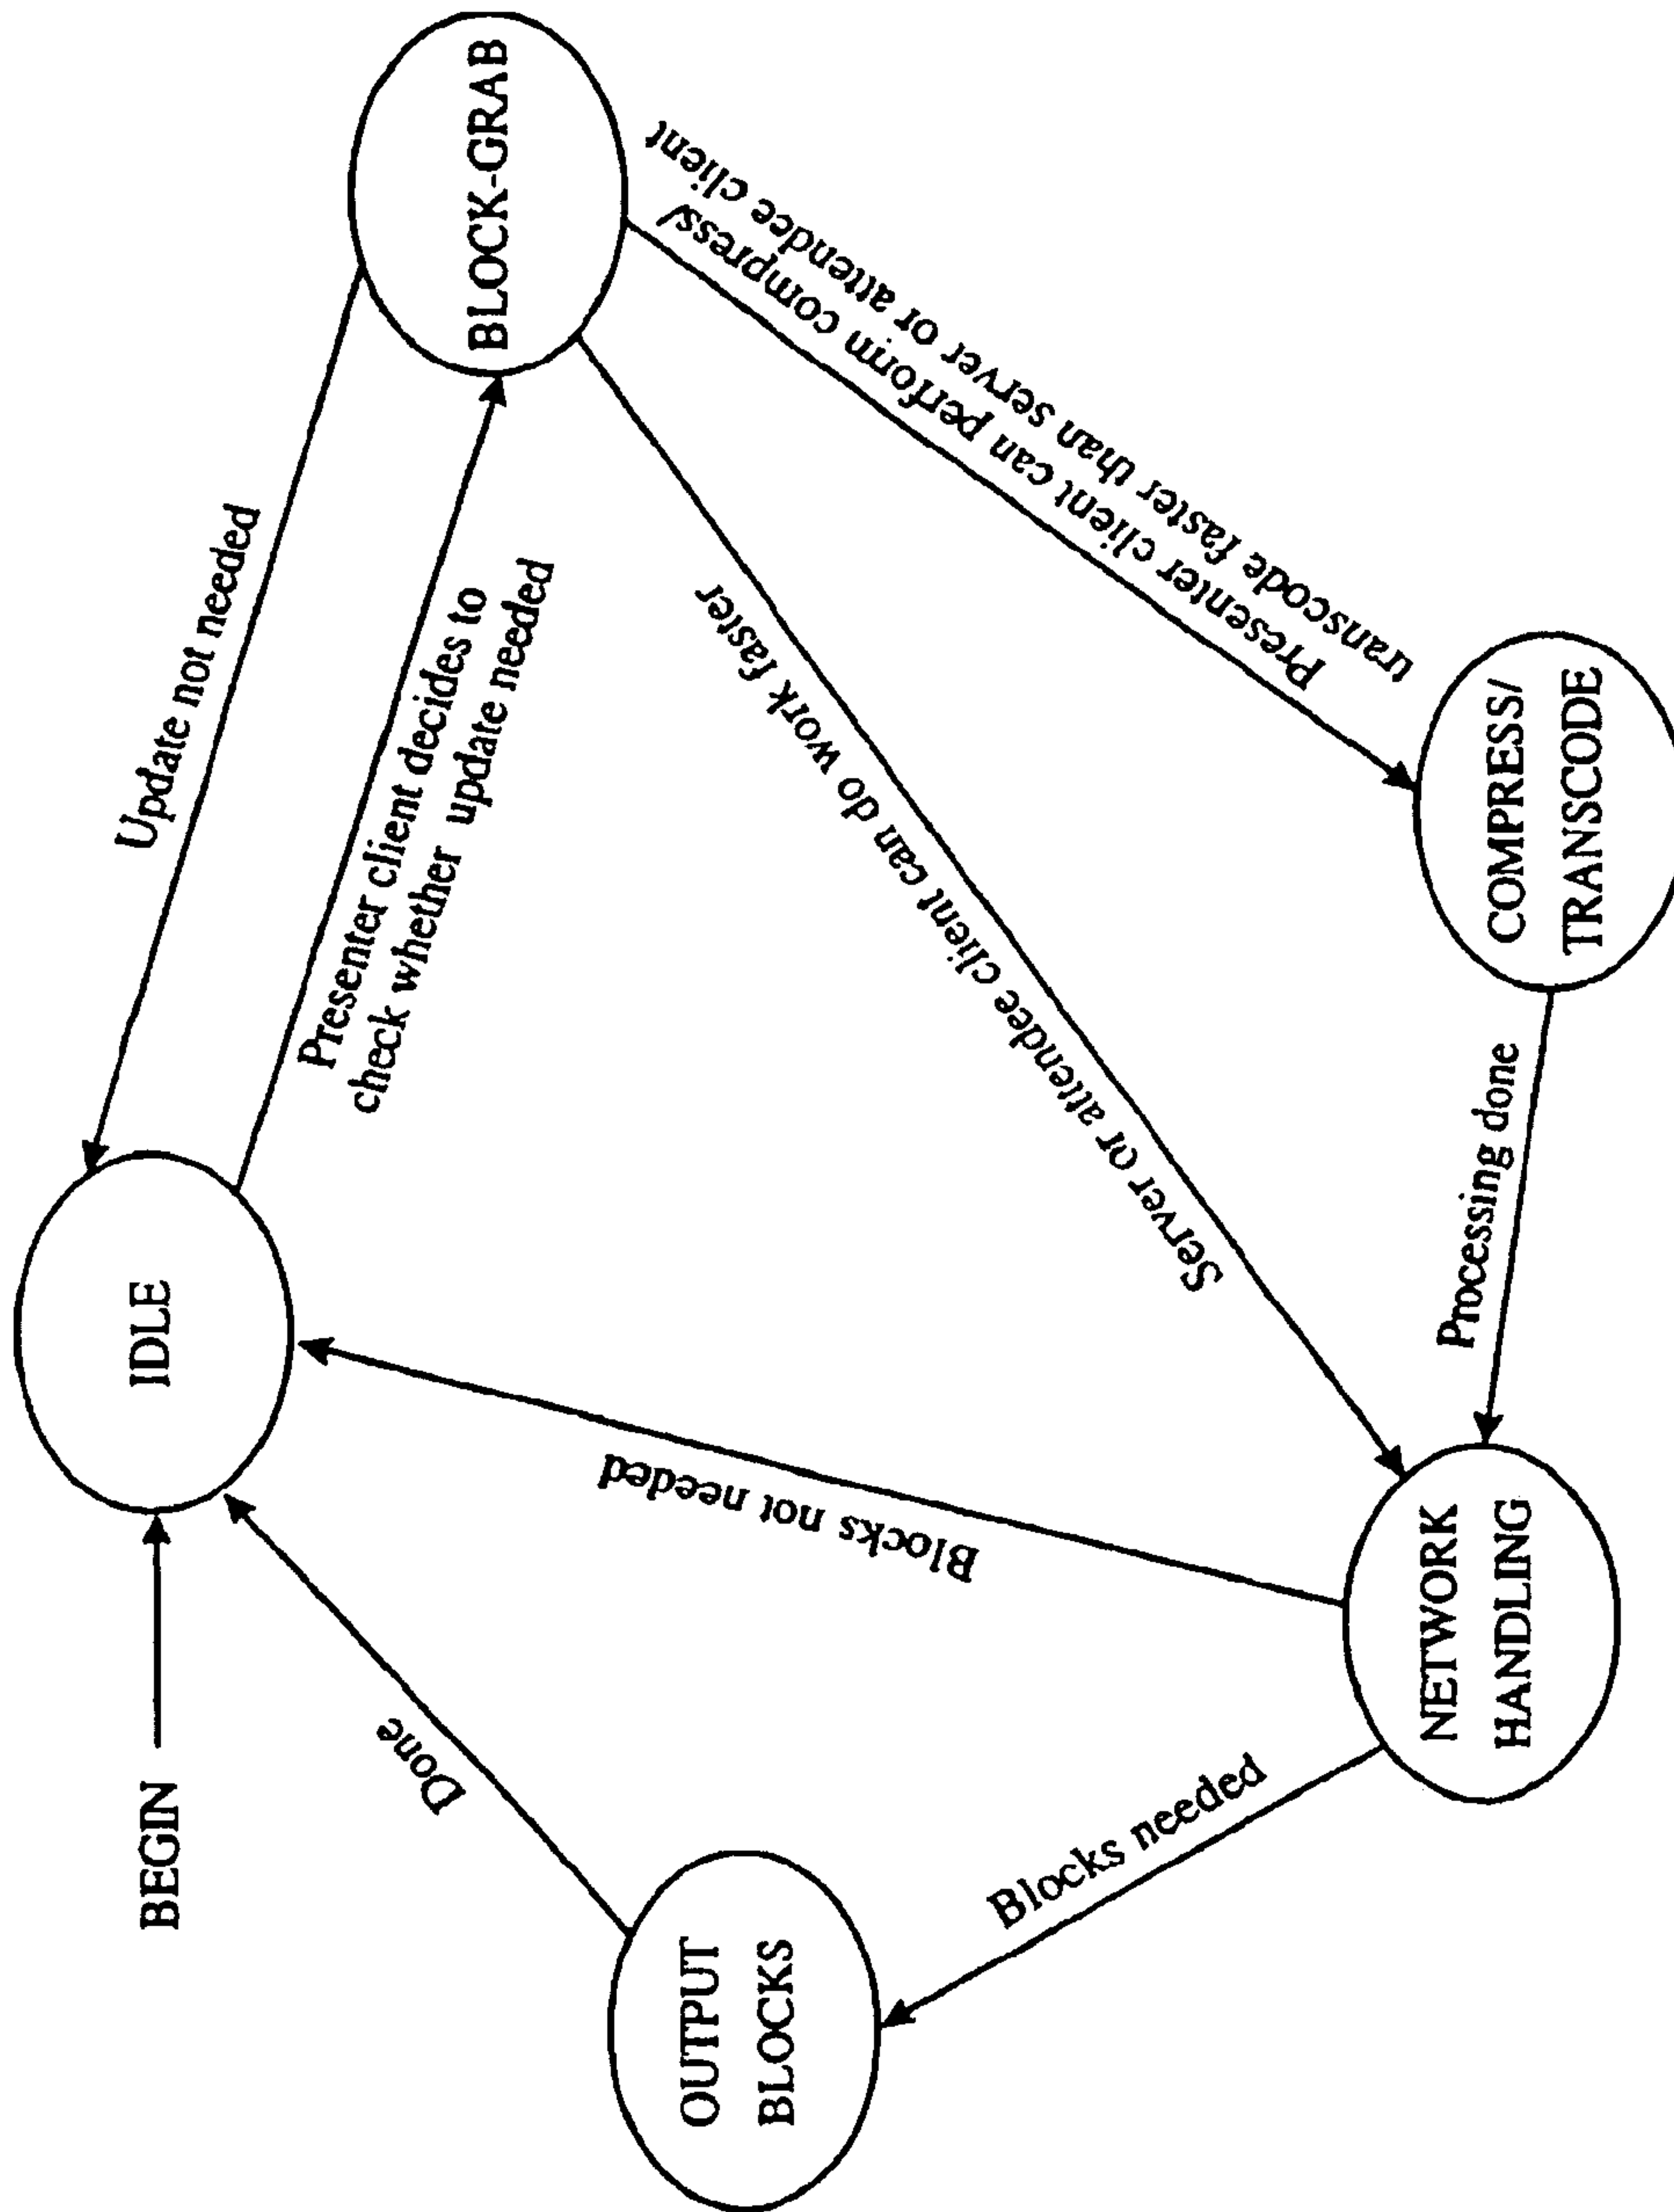 BEGIN
IDLE
Update not needed
Presenter client decides to
check whether update needed
BLOCK-GRAB
Done
Blocks not needed
Server or attendee client can do work faster
Presenter client can perform compress/
transcode faster than server or attendee client
OUTPUT
BLOCKS
Blocks needed
NETWORK
HANDLING
Processing done
COMPRESS/
TRANSCODE